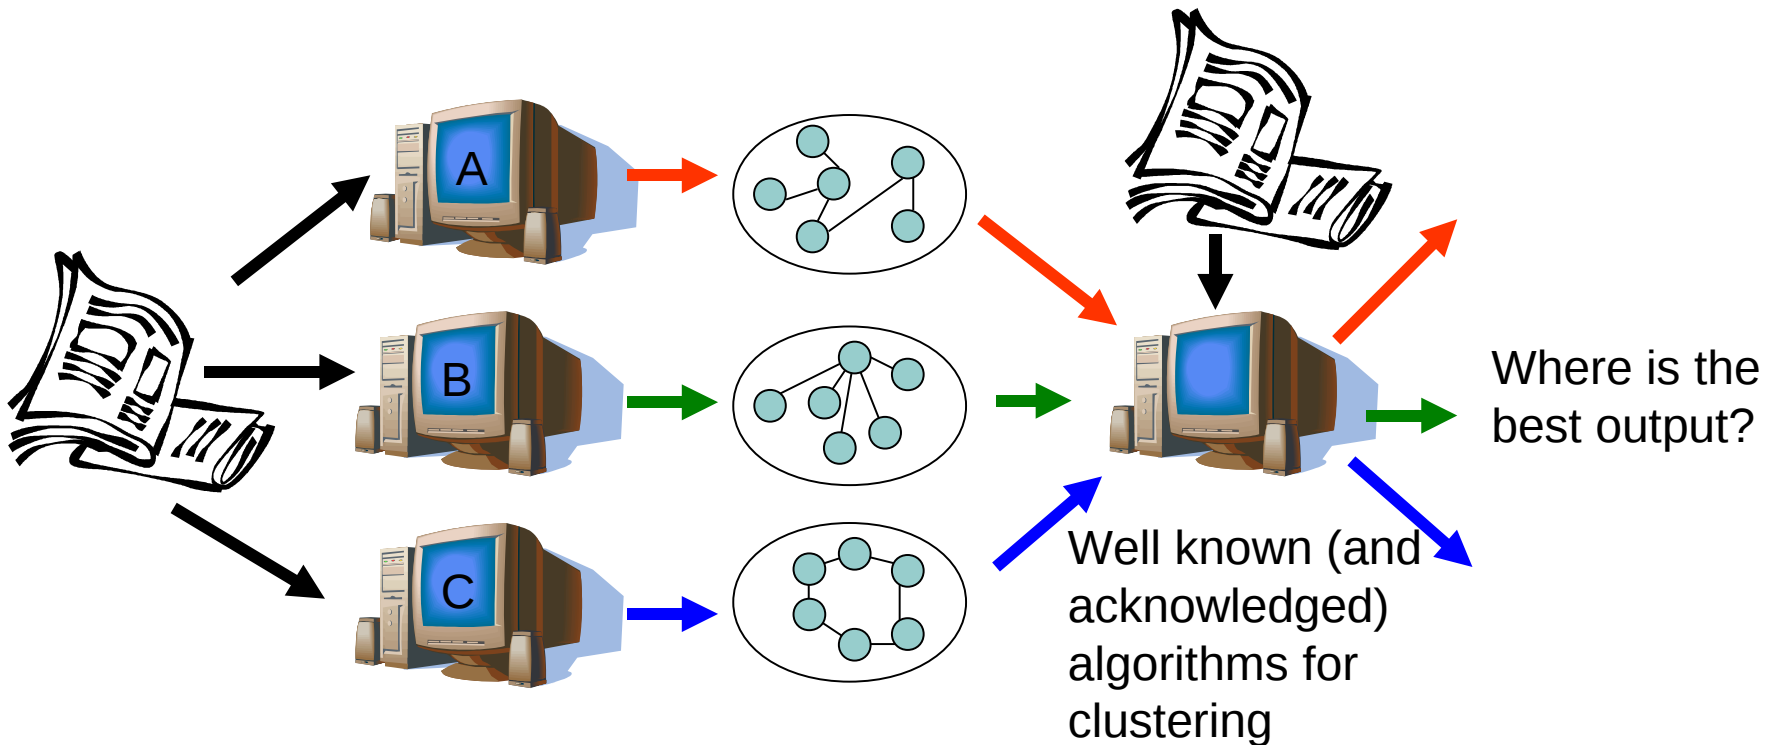 A
B
C
Where is the
best output?
Well known (and
acknowledged)
algorithms for
clustering